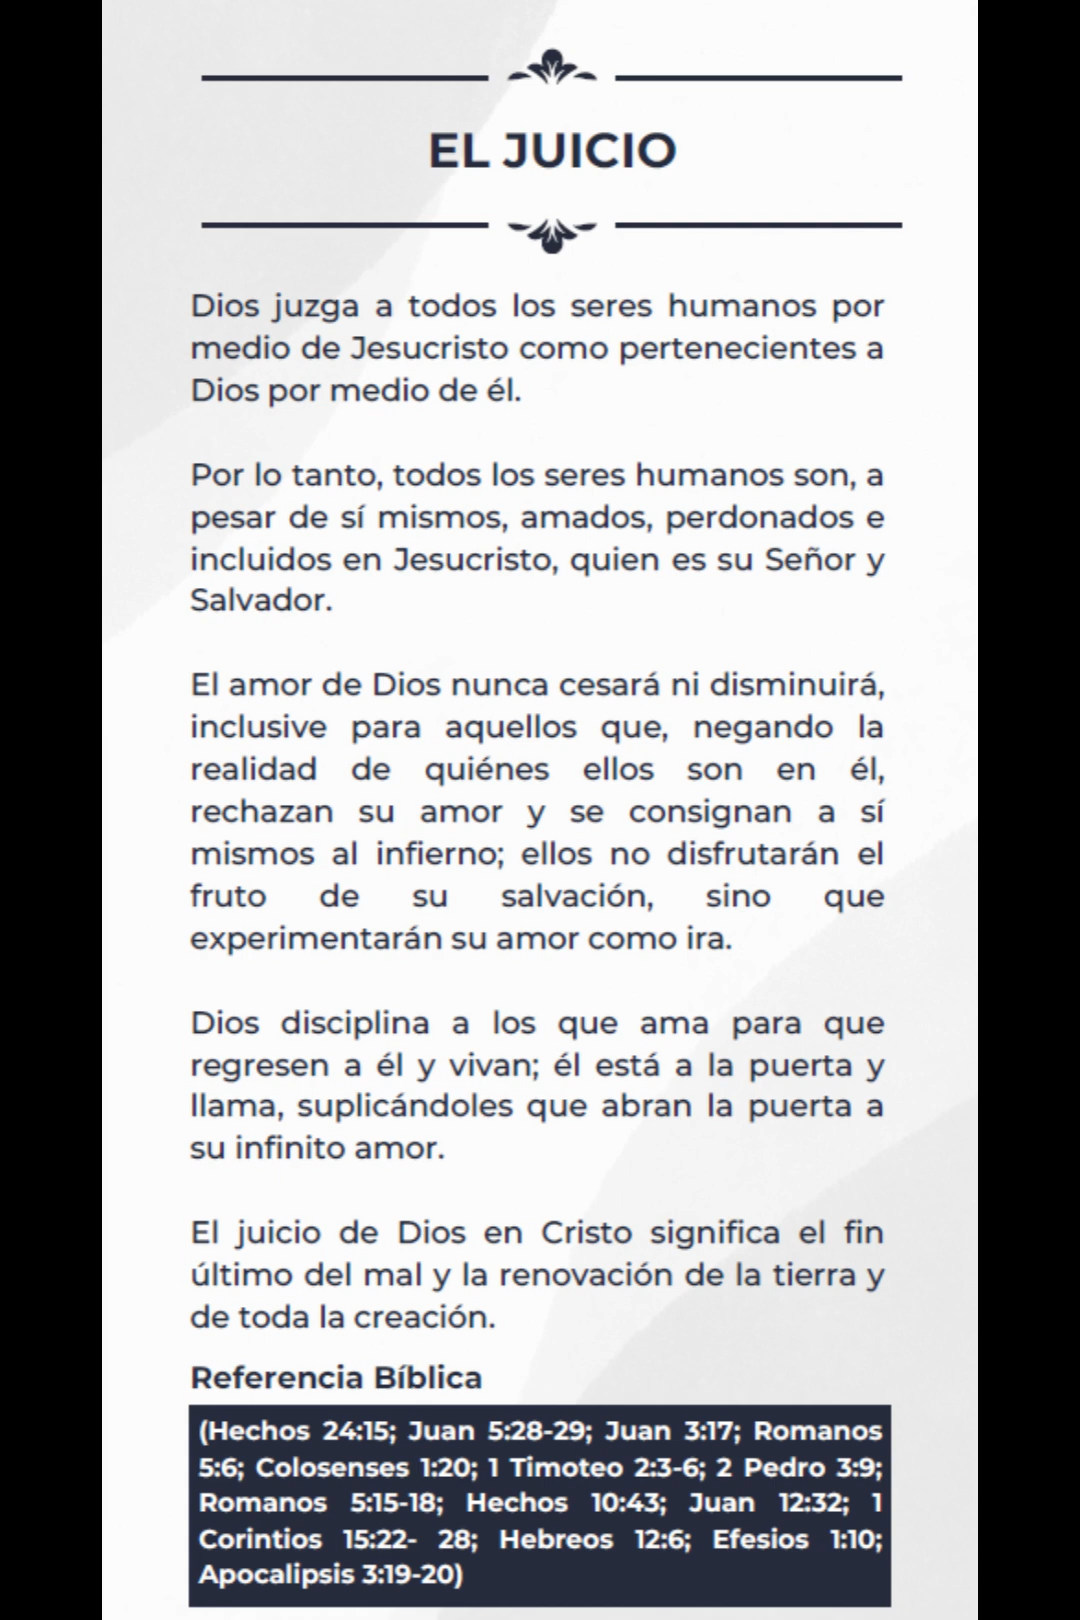 EL JUICIO
Dios juzga a todos los seres humanos por
medio de Jesucristo como pertenecientes a
Dios por medio de él.
Por lo tanto, todos los seres humanos son, a
pesar de sí mismos, amados, perdonados e
incluidos en Jesucristo, quien es su Señor y
Salvador.
El amor de Dios nunca cesará ni disminuirá,
inclusive para aquellos que, negando la
realidad de quiénes ellos son en él,
rechazan su amor y se consignan a sí
mismos al infierno; ellos no disfrutarán el
fruto de su salvación, sino que
experimentarán su amor como ira.
Dios disciplina a los que ama para que
regresen a él y vivan; él está a la puerta y
llama, suplicándoles que abran la puerta a
su infinito amor.
El juicio de Dios en Cristo significa el fin
último del mal y la renovación de la tierra y
de toda la creación.
Referencia Bíblica
(Hechos 24:15; Juan 5:28-29; Juan 3:17; Romanos
5:6; Colosenses 1:20; 1 Timoteo 2:3-6; 2 Pedro 3:9;
Romanos 5:15-18; Hechos 10:43; Juan 12:32; 1
Corintios 15:22- 28; Hebreos 12:6; Efesios 1:10;
Apocalipsis 3:19-20)